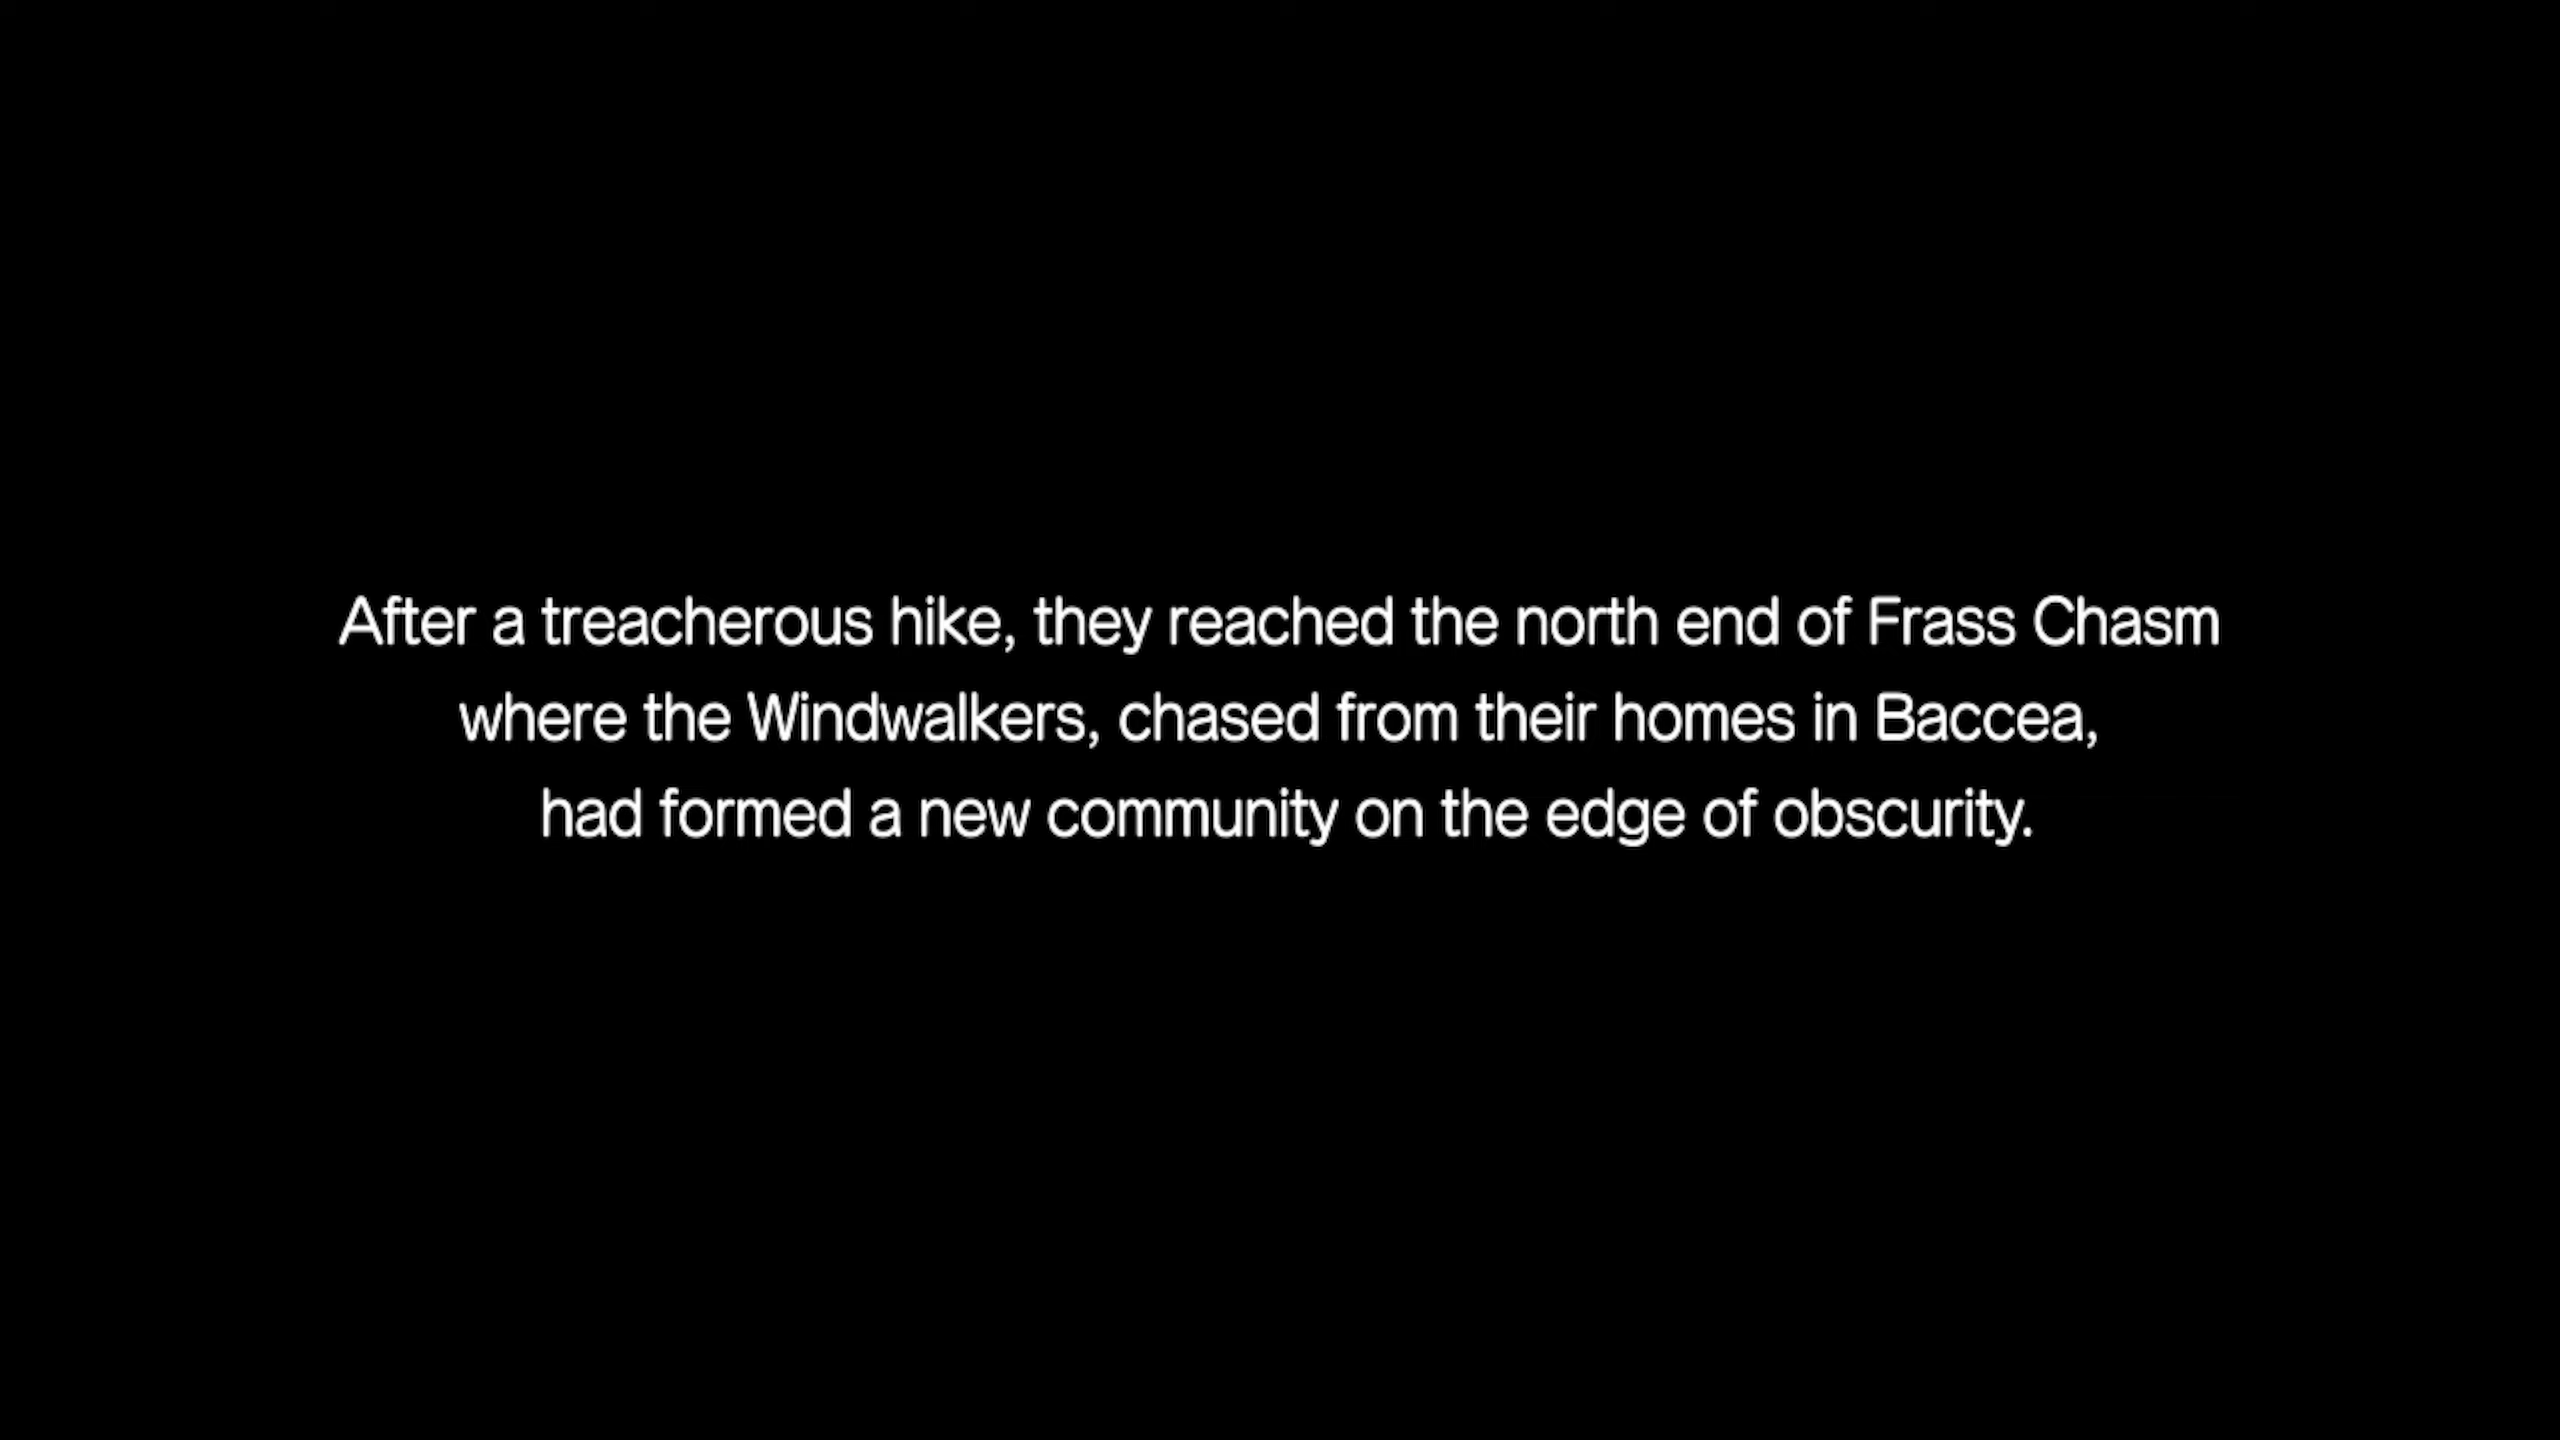 After a treacherous hike, they reached the north end of Frass Chasm
where the Windwalkers, chased from their homes in Baccea,
had formed a new community on the edge of obscurity.